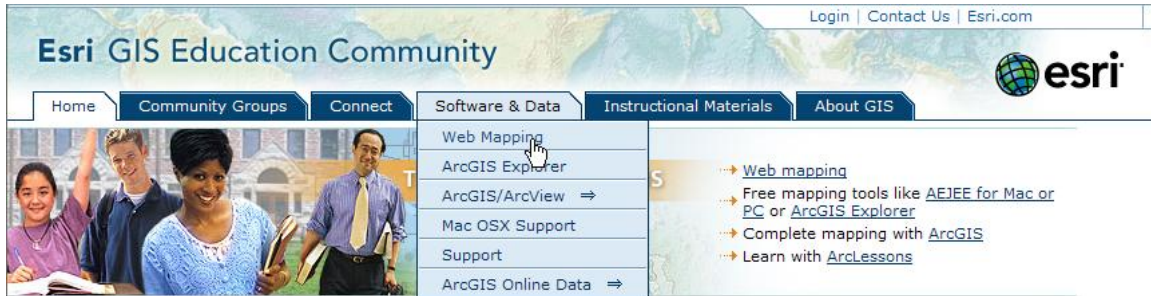 Login | Contact Us | Esri.com
Esri GIS Education Community
esri
Home Community Groups Connect Software & Data Instructional Materials About GIS
Web Mapping
ArcGIS Explorer
ArcGIS/ArcView ⇒
Mac OSX Support
Support
ArcGIS Online Data ⇒
T
S
Web mapping
Free mapping tools like AEJEE for Mac or
PC or ArcGIS Explorer
Complete mapping with ArcGIS
Learn with ArcLessons